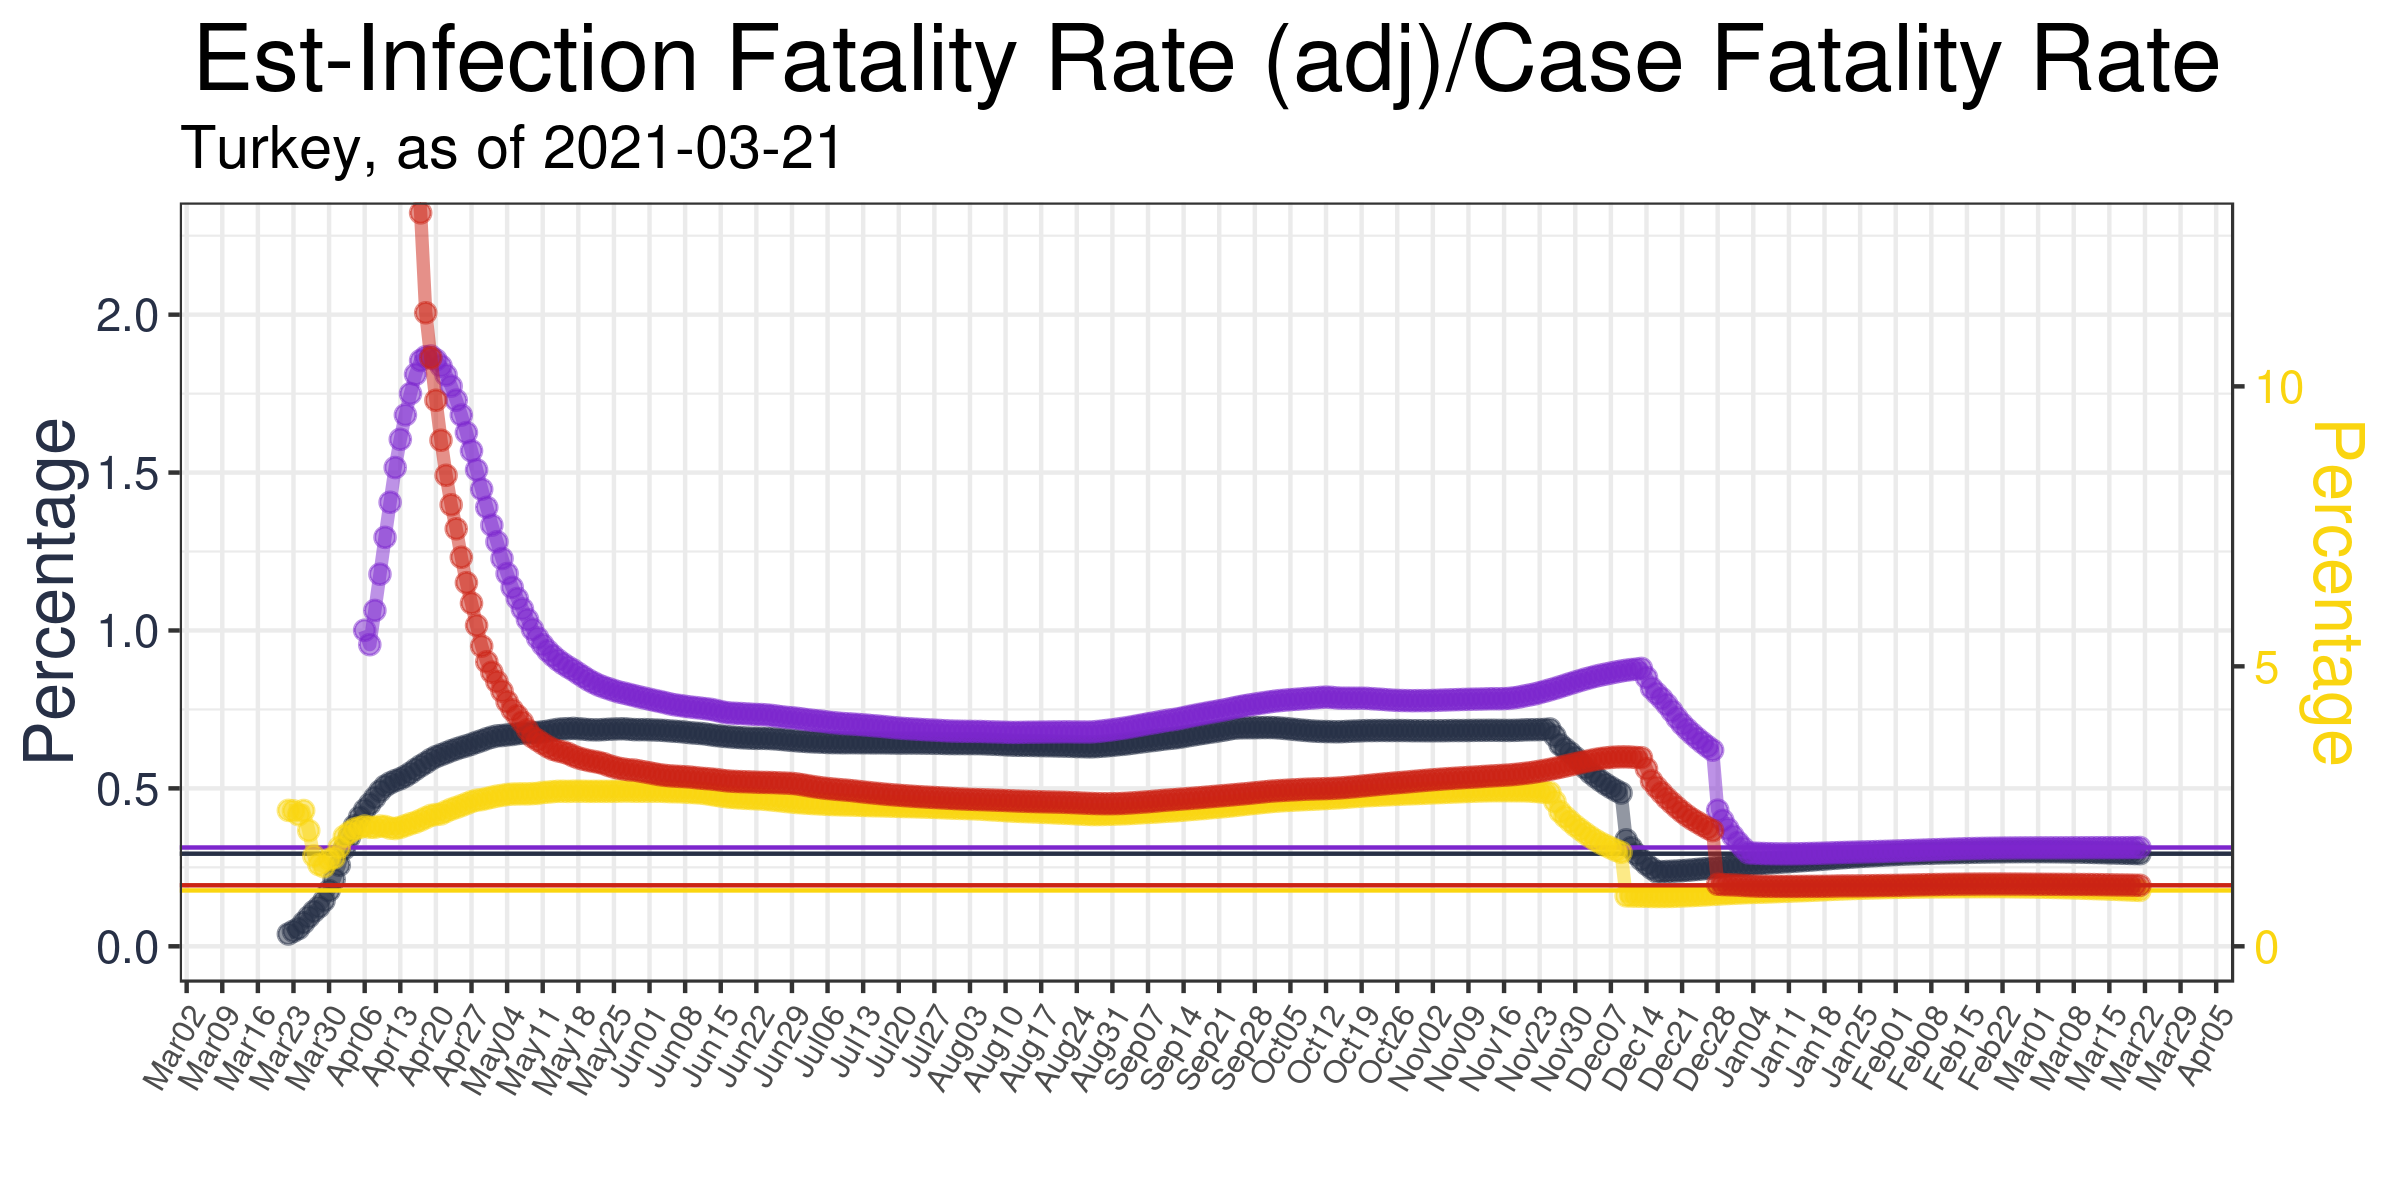 Est-Infection Fatality Rate (adj)/Case Fatality Rate
Turkey, as of 2021-03-21
Percentage
2.0
1.5
1.0
0.5
0.0
10
5
0
Percentage
Mar02 Mar09 Mar16 Mar23 Mar30 Apr06 Apr13 Apr20 Apr27 May04 May11 May18 May25 Jun01 Jun08 Jun15 Jun22 Jun29 Jul06 Jul13 Jul20 Jul27 Aug03 Aug10 Aug17 Aug24 Aug31 Sep07 Sep14 Sep21 Sep28 Oct05 Oct12 Oct19 Oct26 Nov02 Nov09 Nov16 Nov23 Nov30 Dec07 Dec14 Dec21 Dec28 Jan04 Jan11 Jan18 Jan25 Feb01 Feb08 Feb15 Feb22 Mar01 Mar08 Mar15 Mar22 Mar29 Apr05